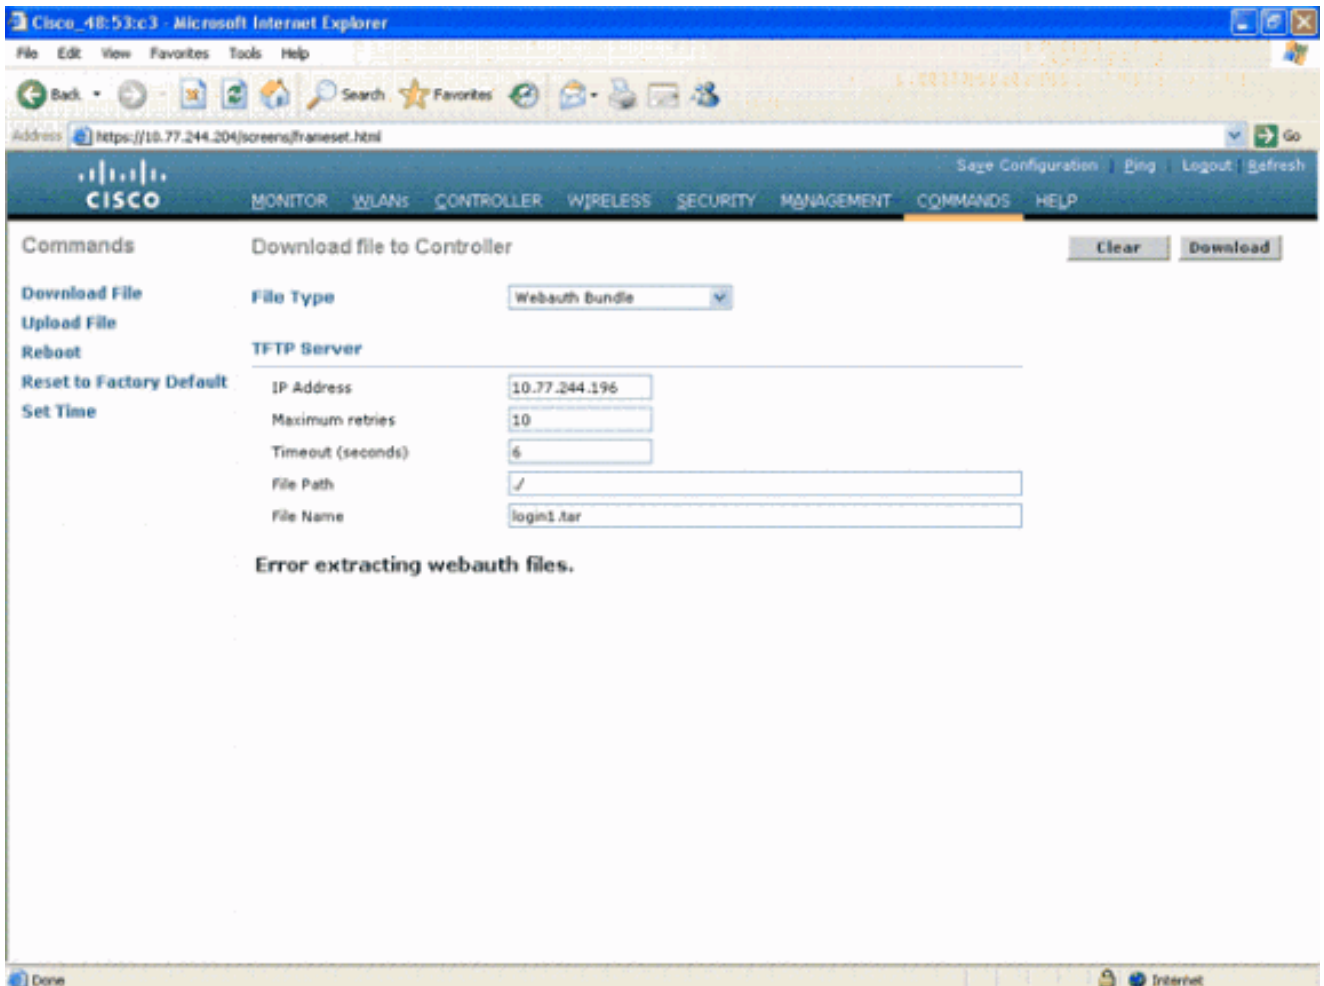 Cisco_48:53:c3 - Microsoft Internet Explorer
File Edit View Favorites Tools Help
Back Search Favorites
Address https://10.77.244.204/screens/frameset.html Go
Save Configuration | Ping | Logout | Refresh
CISCO MONITOR WLANs CONTROLLER WIRELESS SECURITY MANAGEMENT COMMANDS HELP
Commands
Download File
Upload File
Reboot
Reset to Factory Default
Set Time
Download file to Controller Clear Download
File Type Webauth Bundle
TFTP Server
IP Address 10.77.244.196
Maximum retries 10
Timeout (seconds) 6
File Path ./
File Name login1.tar
Error extracting webauth files.
Done Internet